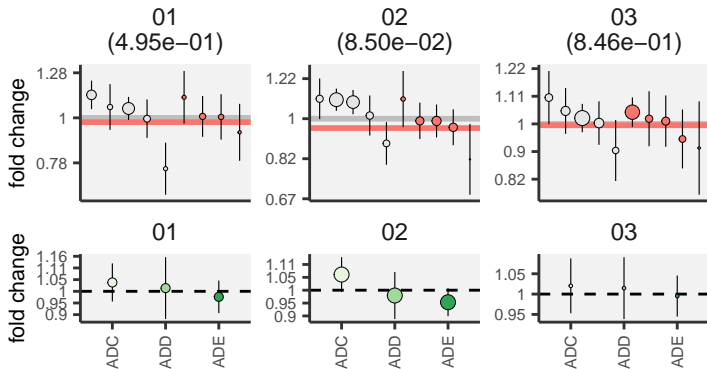 01
(4.95e−01)
02
(8.50e−02)
03
(8.46e−01)
fold change
1.28
1
0.78
1.22
1
0.82
0.67
1.22
1.11
1
0.9
0.82
01
02
03
fold change
1.16
1.1
1.05
1
0.95
0.9
1.11
1.05
1
0.95
0.9
1.05
1
0.95
ADC
ADD
ADE
ADC
ADD
ADE
ADC
ADD
ADE